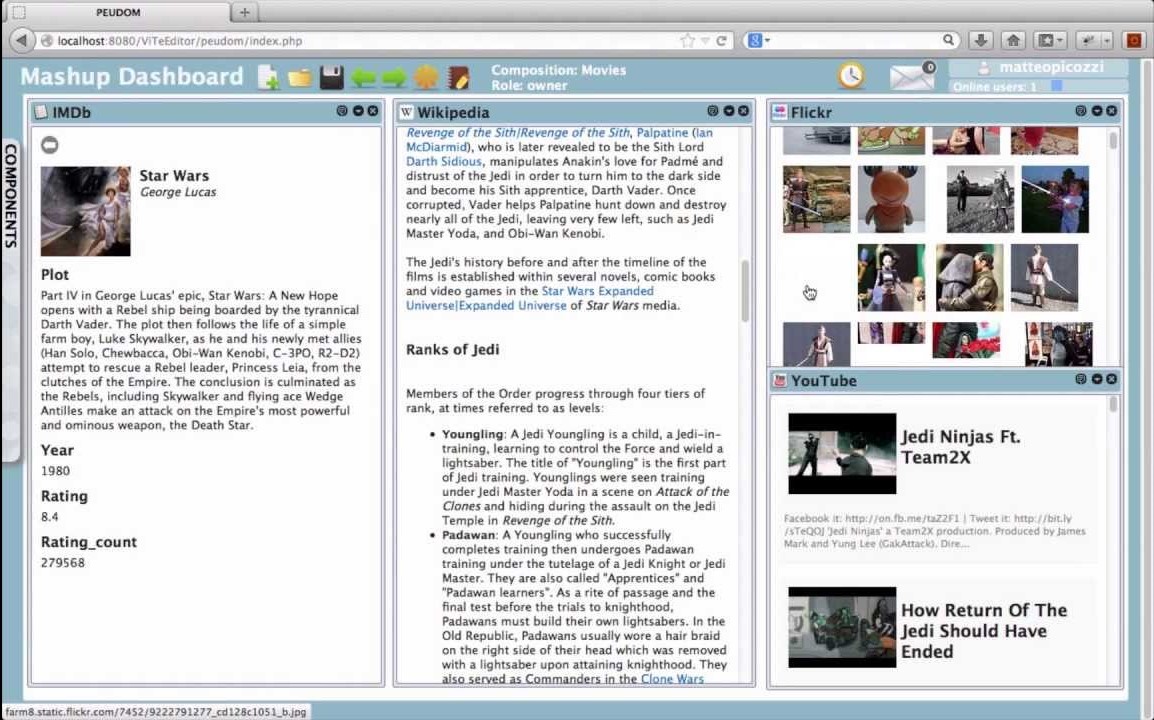 PEUDOM
localhost:8080/ViTeEditor/peudom/index.php
Mashup Dashboard
Composition: Movies
Role: owner
0
matteopicozzi
Online users: 1
COMPONENTS
IMDb
Star Wars
George Lucas
Plot
Part IV in George Lucas' epic, Star Wars: A New Hope
opens with a Rebel ship being boarded by the tyrannical
Darth Vader. The plot then follows the life of a simple
farm boy, Luke Skywalker, as he and his newly met allies
(Han Solo, Chewbacca, Obi-Wan Kenobi, C-3PO, R2-D2)
attempt to rescue a Rebel leader, Princess Leia, from the
clutches of the Empire. The conclusion is culminated as
the Rebels, including Skywalker and flying ace Wedge
Antilles make an attack on the Empire's most powerful
and ominous weapon, the Death Star.
Year
1980
Rating
8.4
Rating_count
279568
W Wikipedia
Revenge of the Sith|Revenge of the Sith, Palpatine (Ian
McDiarmid), who is later revealed to be the Sith Lord
Darth Sidious, manipulates Anakin's love for Padmé and
distrust of the Jedi in order to turn him to the dark side
and become his Sith apprentice, Darth Vader. Once
corrupted, Vader helps Palpatine hunt down and destroy
nearly all of the Jedi, leaving very few left, such as Jedi
Master Yoda, and Obi-Wan Kenobi.
The Jedi's history before and after the timeline of the
films is established within several novels, comic books
and video games in the Star Wars Expanded
Universe|Expanded Universe of Star Wars media.
Ranks of Jedi
Members of the Order progress through four tiers of
rank, at times referred to as levels:
• Youngling: A Jedi Youngling is a child, a Jedi-in-
training, learning to control the Force and wield a
lightsaber. The title of "Youngling" is the first part
of Jedi training. Younglings were seen training
under Jedi Master Yoda in a scene on Attack of the
Clones and hiding during the assault on the Jedi
Temple in Revenge of the Sith.
• Padawan: A Youngling who successfully
completes training then undergoes Padawan
training under the tutelage of a Jedi Knight or Jedi
Master. They are also called "Apprentices" and
"Padawan learners". As a rite of passage and the
final test before the trials to knighthood,
Padawans must build their own lightsabers. In the
Old Republic, Padawans usually wore a hair braid
on the right side of their head which was removed
with a lightsaber upon attaining knighthood. They
also served as Commanders in the Clone Wars
Flickr
YouTube
Jedi Ninjas Ft.
Team2X
Facebook it: http://on.fb.me/taZ2F1 | Tweet it: http://bit.ly
/sTeQOJ 'Jedi Ninjas' a Team2X production. Produced by James
Mark and Yung Lee (GakAttack). Dire...
How Return Of The
Jedi Should Have
Ended
farm8.static.flickr.com/7452/9222791277_cd128c1051_b.jpg